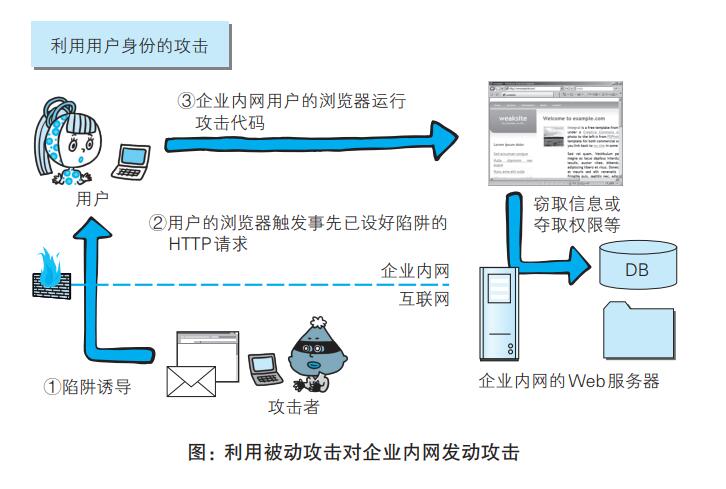 利用用户身份的攻击
③企业内网用户的浏览器运行
攻击代码
weaksite
Welcome to example.com
用户
②用户的浏览器触发事先已设好陷阱的
HTTP请求
窃取信息或
夺取权限等
企业内网
互联网
DB
①陷阱诱导
攻击者
企业内网的Web服务器
图：利用被动攻击对企业内网发动攻击